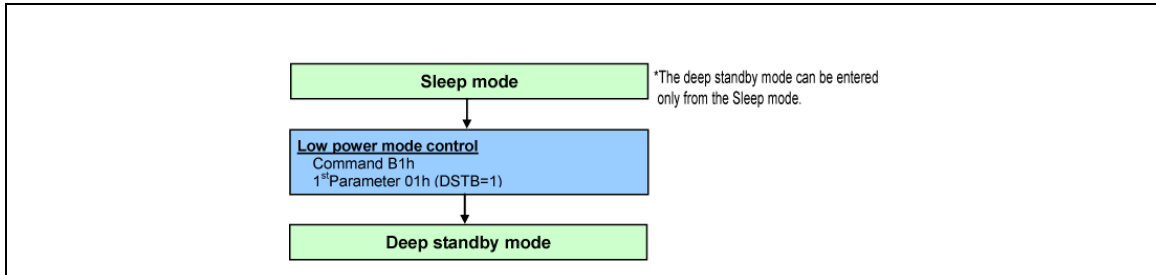 Sleep mode
*The deep standby mode can be entered
only from the Sleep mode.
Low power mode control
Command B1h
1stParameter 01h (DSTB=1)
Deep standby mode